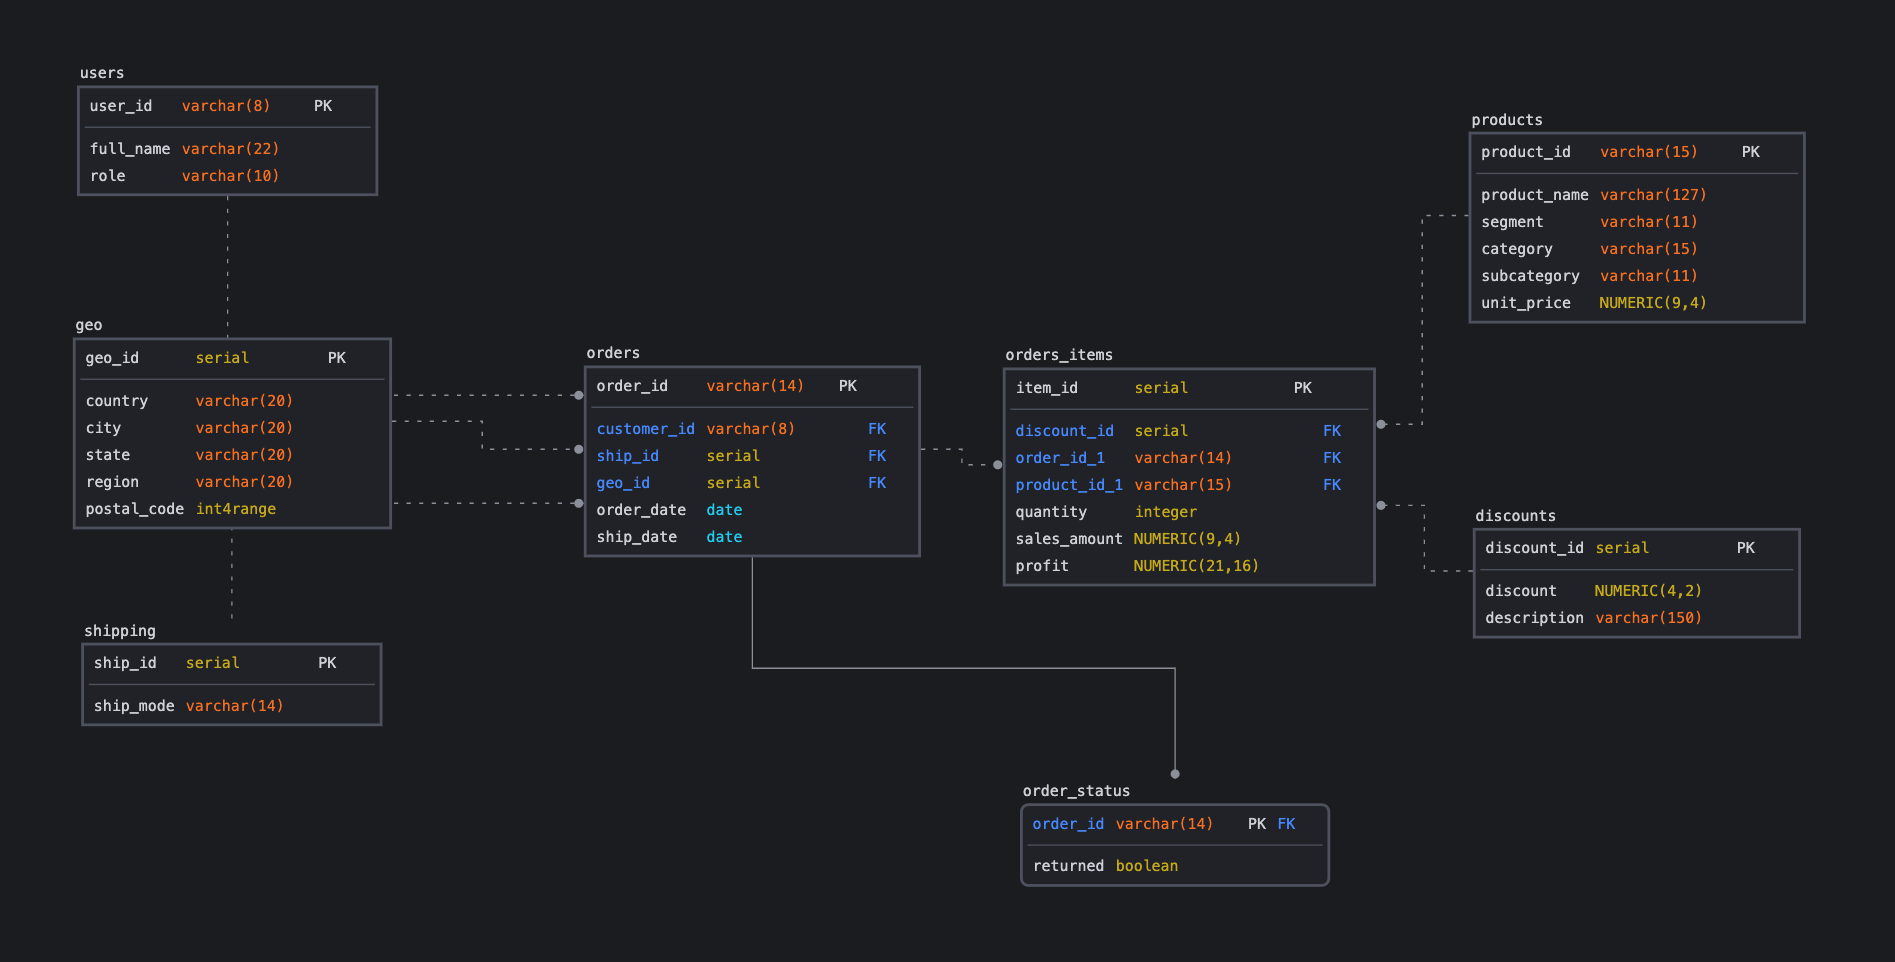 users
user_id varchar(8) PK
full_name varchar(22)
role varchar(10)
geo
geo_id serial PK
country varchar(20)
city varchar(20)
state varchar(20)
region varchar(20)
postal_code int4range
shipping
ship_id serial PK
ship_mode varchar(14)
orders
order_id varchar(14) PK
customer_id varchar(8) FK
ship_id serial FK
geo_id serial FK
order_date date
ship_date date
orders_items
item_id serial PK
discount_id serial FK
order_id_1 varchar(14) FK
product_id_1 varchar(15) FK
quantity integer
sales_amount NUMERIC(9,4)
profit NUMERIC(21,16)
products
product_id varchar(15) PK
product_name varchar(127)
segment varchar(11)
category varchar(15)
subcategory varchar(11)
unit_price NUMERIC(9,4)
discounts
discount_id serial PK
discount NUMERIC(4,2)
description varchar(150)
order_status
order_id varchar(14) PK FK
returned boolean